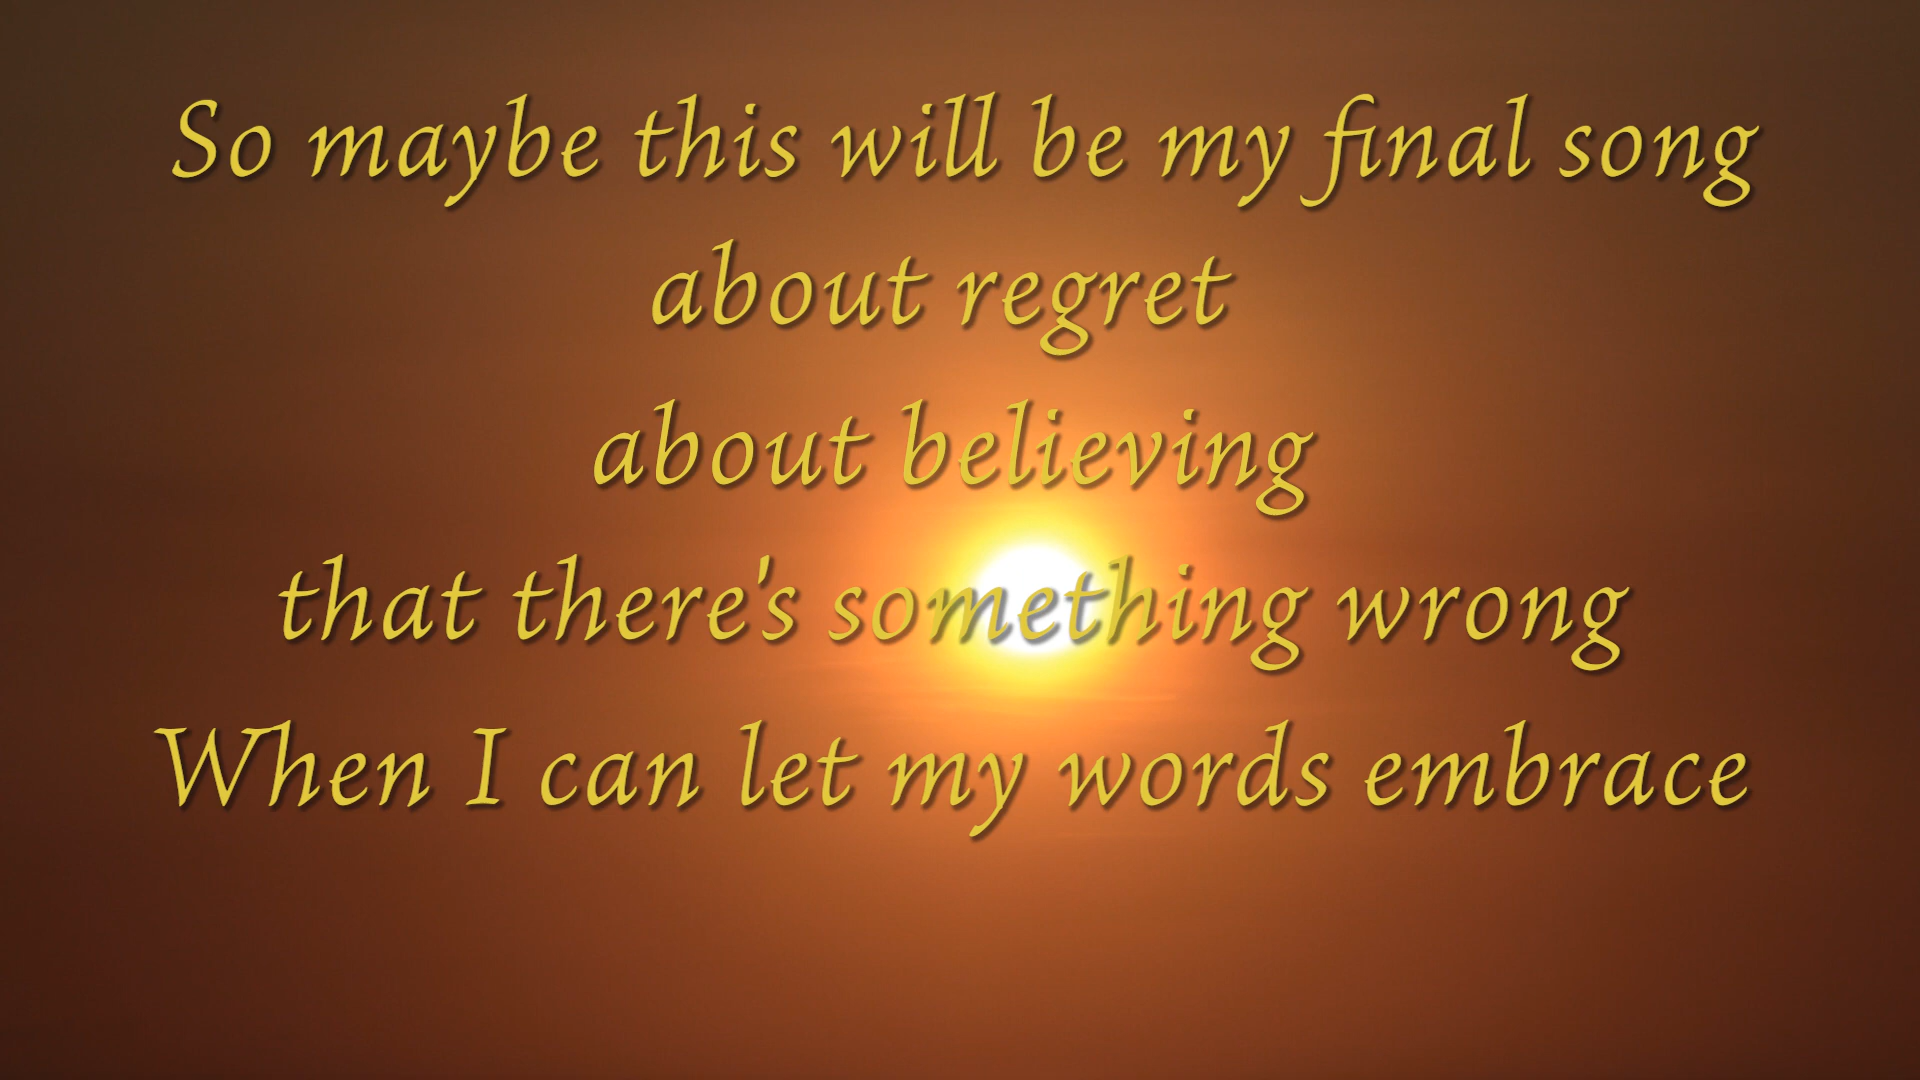 So maybe this will be my final song
about regret
about believing
that there's something wrong
When I can let my words embrace